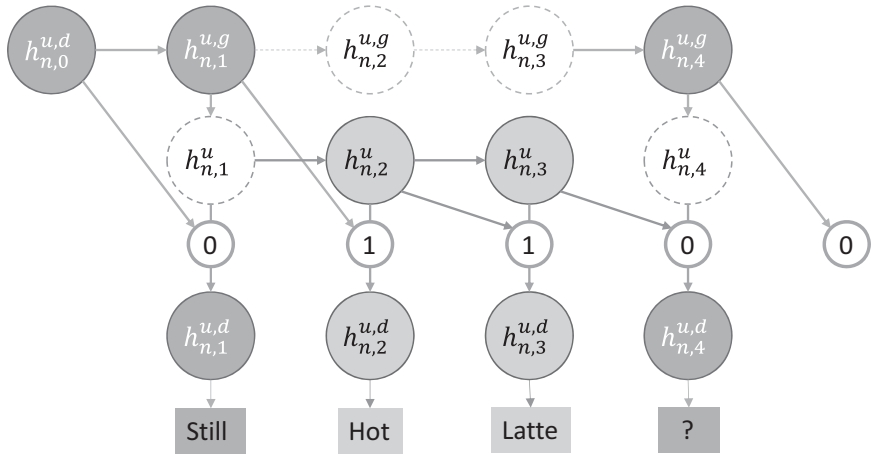 h^{u,d}_{n,0} h^{u,g}_{n,1} h^{u,g}_{n,2} h^{u,g}_{n,3} h^{u,g}_{n,4}
h^{u}_{n,1} h^{u}_{n,2} h^{u}_{n,3} h^{u}_{n,4}
0 1 1 0 0
h^{u,d}_{n,1} h^{u,d}_{n,2} h^{u,d}_{n,3} h^{u,d}_{n,4}
Still Hot Latte ?